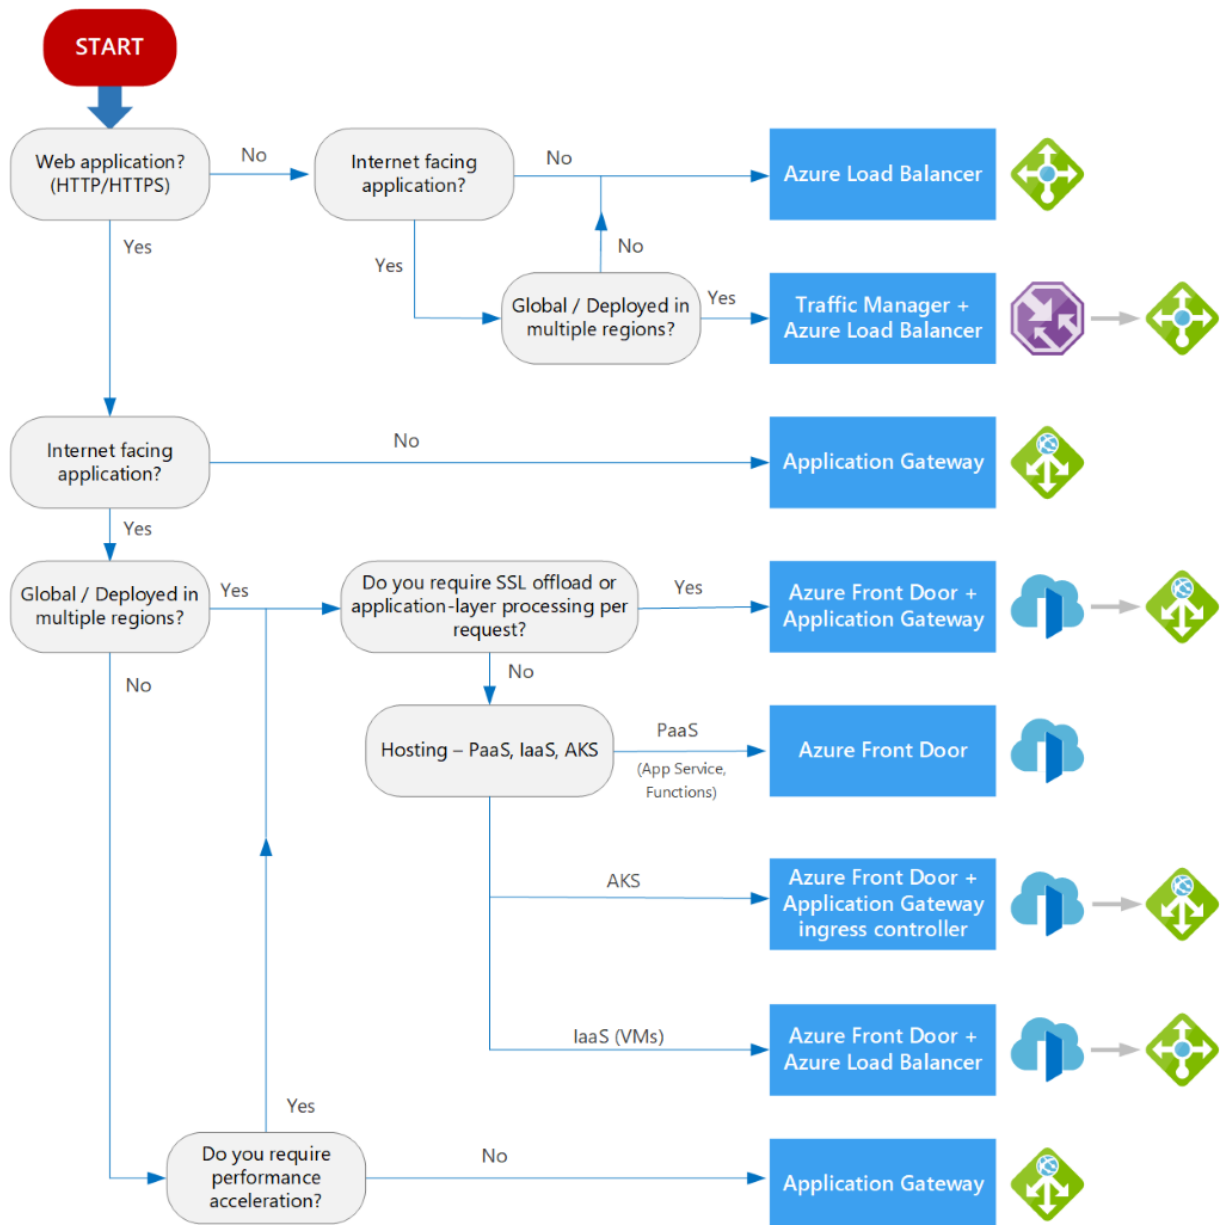 START
Web application?
(HTTP/HTTPS)
No
Internet facing
application?
No
Azure Load Balancer
Yes
Yes
No
Global / Deployed in
multiple regions?
Yes
Traffic Manager +
Azure Load Balancer
Internet facing
application?
No
Application Gateway
Yes
Global / Deployed in
multiple regions?
Yes
Do you require SSL offload or
application-layer processing per
request?
Yes
Azure Front Door +
Application Gateway
No
No
Hosting – PaaS, IaaS, AKS
PaaS
(App Service,
Functions)
Azure Front Door
AKS
Azure Front Door +
Application Gateway
ingress controller
IaaS (VMs)
Azure Front Door +
Azure Load Balancer
Yes
Do you require
performance
acceleration?
No
Application Gateway